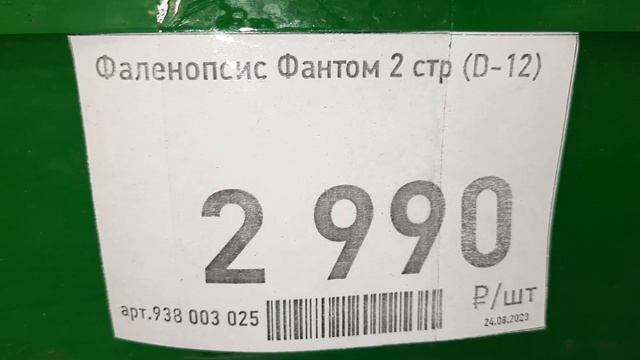 Фаленопсис Фантом 2 стр (D-12)
2 990
₽/шт
арт.938 003 025
24.08.2023